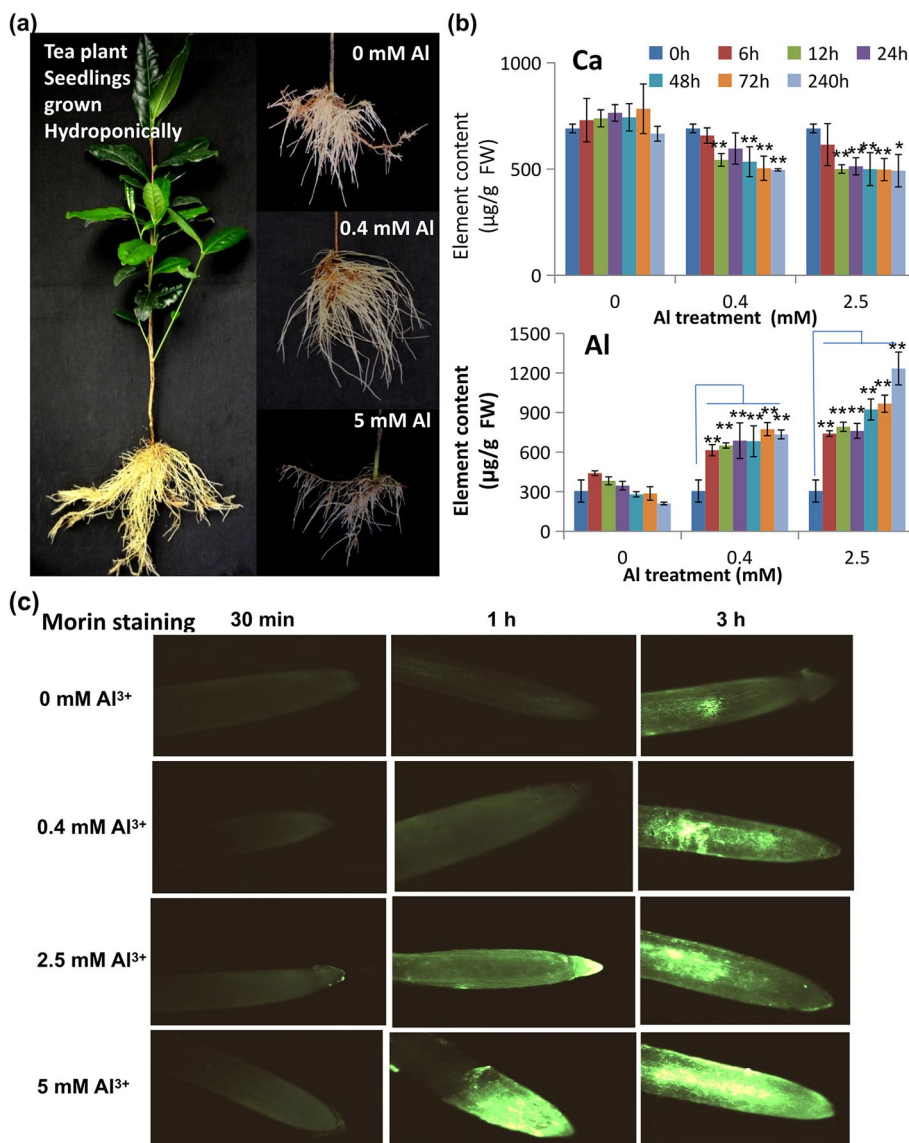 (a)
Tea plant
Seedlings
grown
Hydroponically
0 mM Al
0.4 mM Al
5 mM Al
(b)
Ca
0h 6h 12h 24h
48h 72h 240h
Element content
(µg/g FW)
1000
500
0
** ** ** **
** ** ** ** *
0 0.4 2.5
Al treatment (mM)
Al
Element content
(µg/g FW)
1500
1200
900
600
300
0
** ** ** ** ** **
** ** ** ** ** **
0 0.4 2.5
Al treatment (mM)
(c)
Morin staining 30 min 1 h 3 h
0 mM Al³⁺
0.4 mM Al³⁺
2.5 mM Al³⁺
5 mM Al³⁺